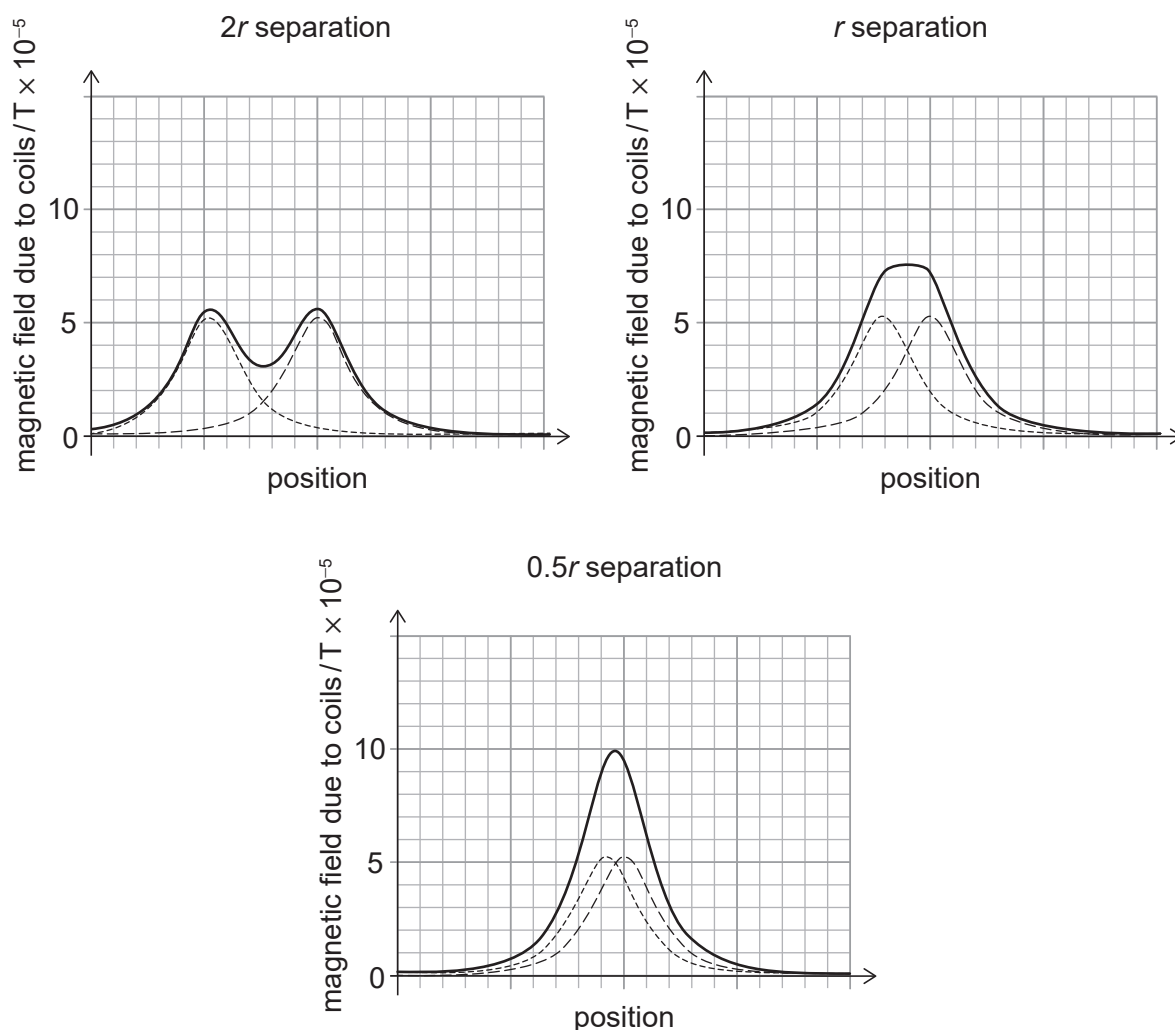 2r separation
magnetic field due to coils / T × 10⁻⁵
10
5
0
position
r separation
magnetic field due to coils / T × 10⁻⁵
10
5
0
position
0.5r separation
magnetic field due to coils / T × 10⁻⁵
10
5
0
position